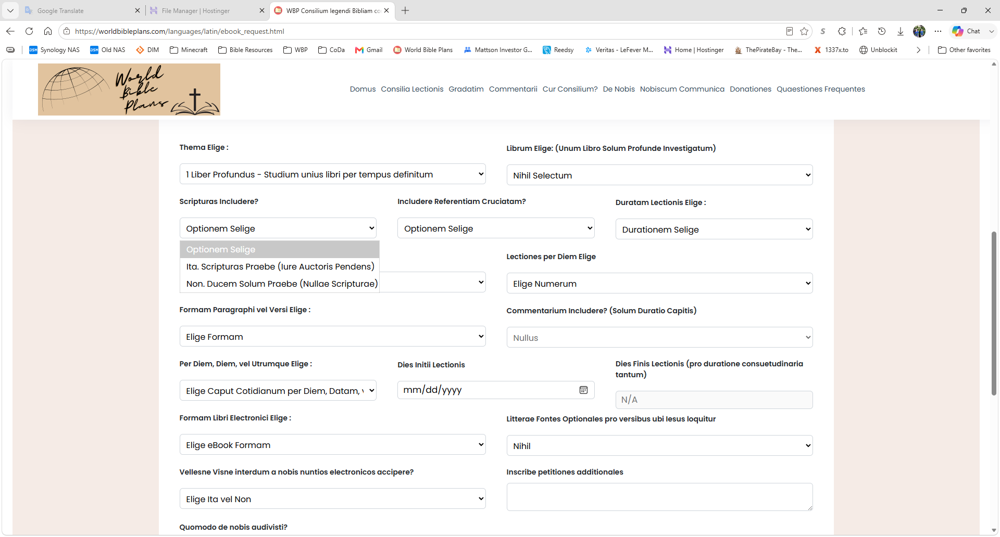 Google Translate
File Manager | Hostinger
WBP Consilium legendi Bibliam co
https://worldbibleplans.com/languages/latin/ebook_request.html
Chat
DSM Synology NAS
DSM Old NAS
DIM
Minecraft
Bible Resources
WBP
CoDa
Gmail
World Bible Plans
Mattson Investor G...
Reedsy
Veritas - LeFever M...
Home | Hostinger
ThePirateBay - The...
1337x.to
Unblockit
Other favorites
World
Bible
Plans
Domus Consilia Lectionis Gradatim Commentarii Cur Consilium? De Nobis Nobiscum Communica Donationes Quaestiones Frequentes
Thema Elige :
1 Liber Profundus - Studium unius libri per tempus definitum
Librum Elige: (Unum Libro Solum Profunde Investigatum)
Nihil Selectum
Scripturas Includere?
Optionem Selige
Optionem Selige
Ita. Scripturas Praebe (Iure Auctoris Pendens)
Non. Ducem Solum Praebe (Nullae Scripturae)
Includere Referentiam Cruciatam?
Optionem Selige
Duratam Lectionis Elige :
Durationem Selige
Lectiones per Diem Elige
Elige Numerum
Formam Paragraphi vel Versi Elige :
Elige Formam
Commentarium Includere? (Solum Duratio Capitis)
Nullus
Per Diem, Diem, vel Utrumque Elige :
Elige Caput Cotidianum per Diem, Datam, v
Dies Initii Lectionis
mm/dd/yyyy
Dies Finis Lectionis (pro duratione consuetudinaria
tantum)
N/A
Formam Libri Electronici Elige :
Elige eBook Formam
Litterae Fontes Optionales pro versibus ubi Iesus loquitur
Nihil
Vellesne Visne interdum a nobis nuntios electronicos accipere?
Elige Ita vel Non
Inscribe petitiones additionales
Quomodo de nobis audivisti?